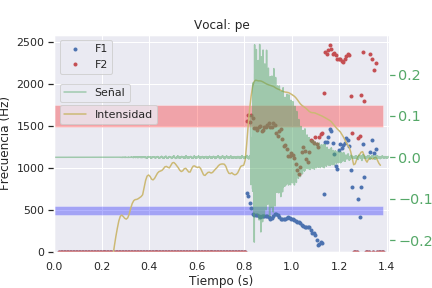 Vocal: pe
F1
F2
Señal
Intensidad
Frecuencia (Hz)
2500
2000
1500
1000
500
0
0.2
0.1
0.0
−0.1
−0.2
0.0 0.2 0.4 0.6 0.8 1.0 1.2 1.4
Tiempo (s)